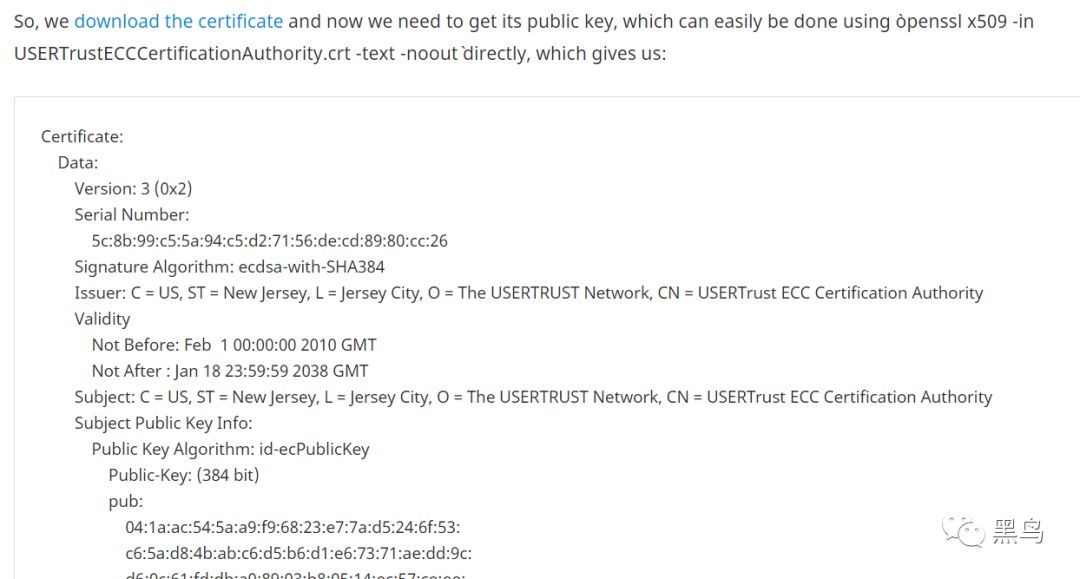 So, we download the certificate and now we need to get its public key, which can easily be done using òpenssl x509 -in
USERTrustECCCertificationAuthority.crt -text -noout`directly, which gives us:
Certificate:
Data:
Version: 3 (0x2)
Serial Number:
5c:8b:99:c5:5a:94:c5:d2:71:56:de:cd:89:80:cc:26
Signature Algorithm: ecdsa-with-SHA384
Issuer: C = US, ST = New Jersey, L = Jersey City, O = The USERTRUST Network, CN = USERTrust ECC Certification Authority
Validity
Not Before: Feb  1 00:00:00 2010 GMT
Not After : Jan 18 23:59:59 2038 GMT
Subject: C = US, ST = New Jersey, L = Jersey City, O = The USERTRUST Network, CN = USERTrust ECC Certification Authority
Subject Public Key Info:
Public Key Algorithm: id-ecPublicKey
Public-Key: (384 bit)
pub:
04:1a:ac:54:5a:a9:f9:68:23:e7:7a:d5:24:6f:53:
c6:5a:d8:4b:ab:c6:d5:b6:d1:e6:73:71:ae:dd:9c:
黑鸟